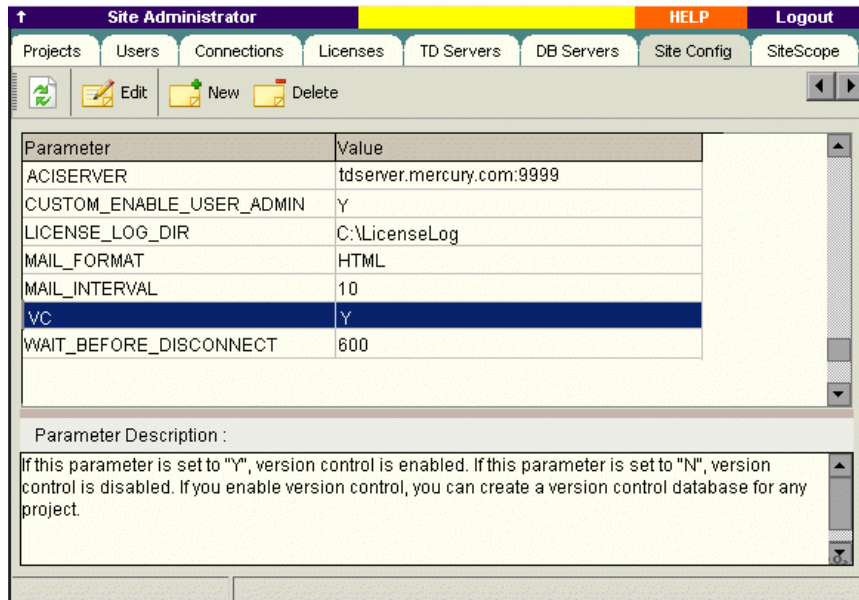 Site Administrator HELP Logout
Projects Users Connections Licenses TD Servers DB Servers Site Config SiteScope
Edit New Delete
Parameter Value
ACISERVER tdserver.mercury.com:9999
CUSTOM_ENABLE_USER_ADMIN Y
LICENSE_LOG_DIR C:\LicenseLog
MAIL_FORMAT HTML
MAIL_INTERVAL 10
VC Y
WAIT_BEFORE_DISCONNECT 600
Parameter Description :
If this parameter is set to "Y", version control is enabled. If this parameter is set to "N", version
control is disabled. If you enable version control, you can create a version control database for any
project.